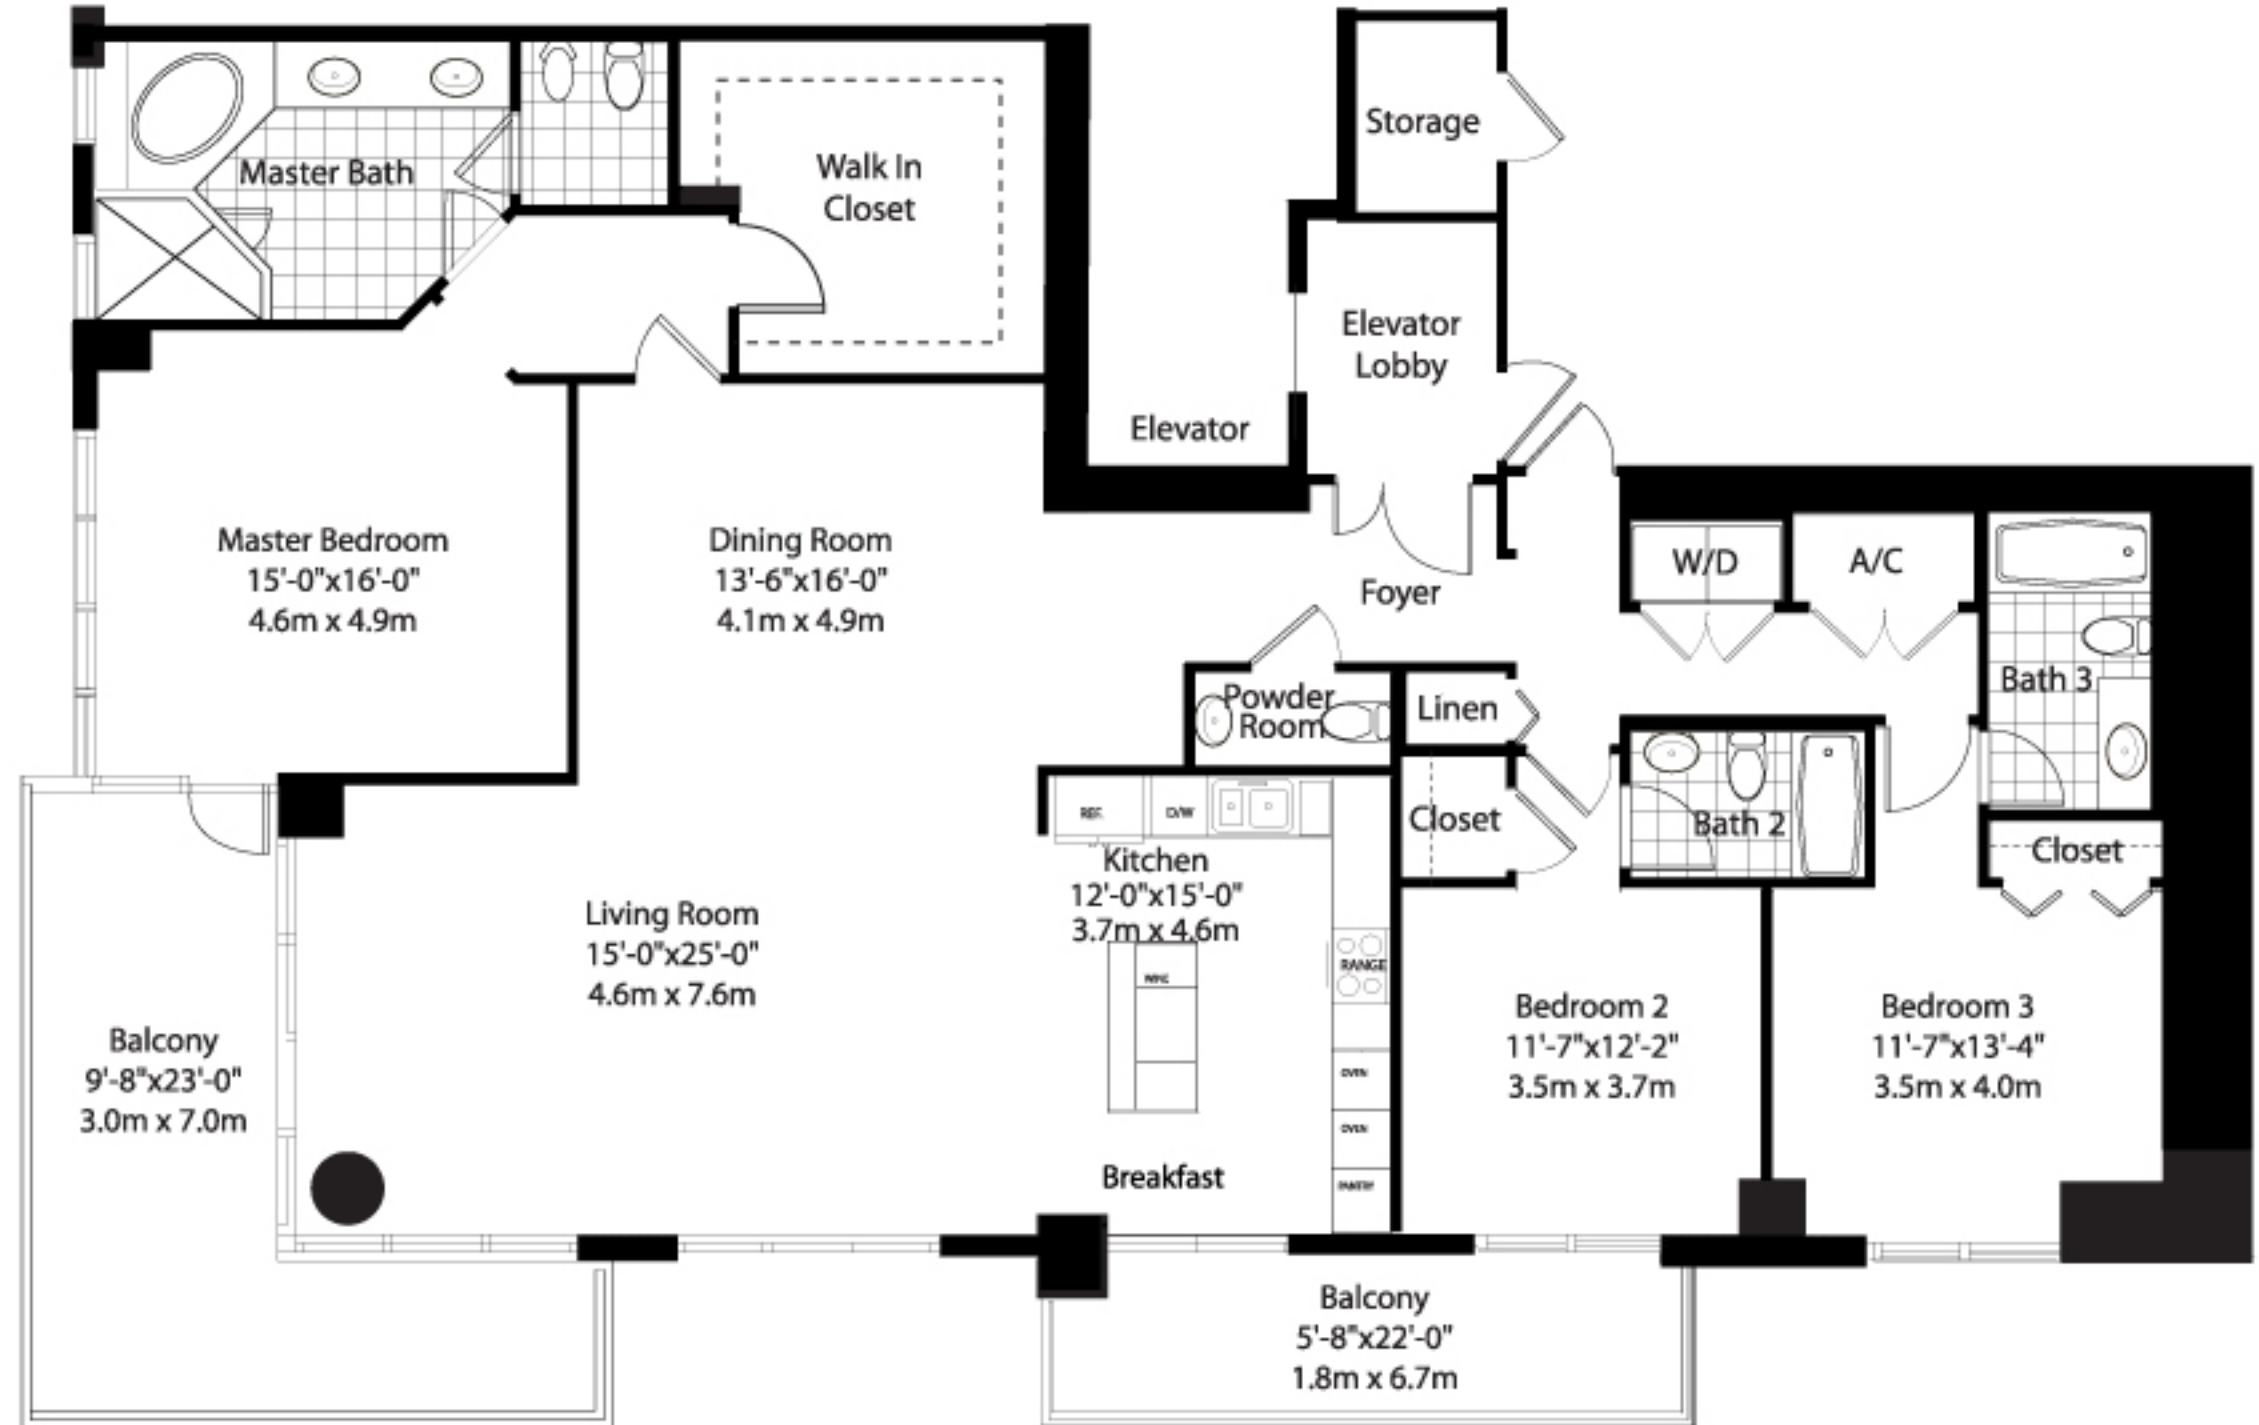 Storage
Master Bath
Walk In
Closet
Elevator
Lobby
Elevator
Master Bedroom
15'-0"x16'-0"
4.6m x 4.9m
Dining Room
13'-6"x16'-0"
4.1m x 4.9m
Foyer
W/D
A/C
Bath 3
Powder
Room
Linen
REF.
D/W
Closet
Bath 2
Closet
Kitchen
12'-0"x15'-0"
3.7m x 4.6m
Living Room
15'-0"x25'-0"
4.6m x 7.6m
RANGE
WINE
Bedroom 2
11'-7"x12'-2"
3.5m x 3.7m
Bedroom 3
11'-7"x13'-4"
3.5m x 4.0m
Balcony
9'-8"x23'-0"
3.0m x 7.0m
OVEN
OVEN
Breakfast
PANTRY
Balcony
5'-8"x22'-0"
1.8m x 6.7m